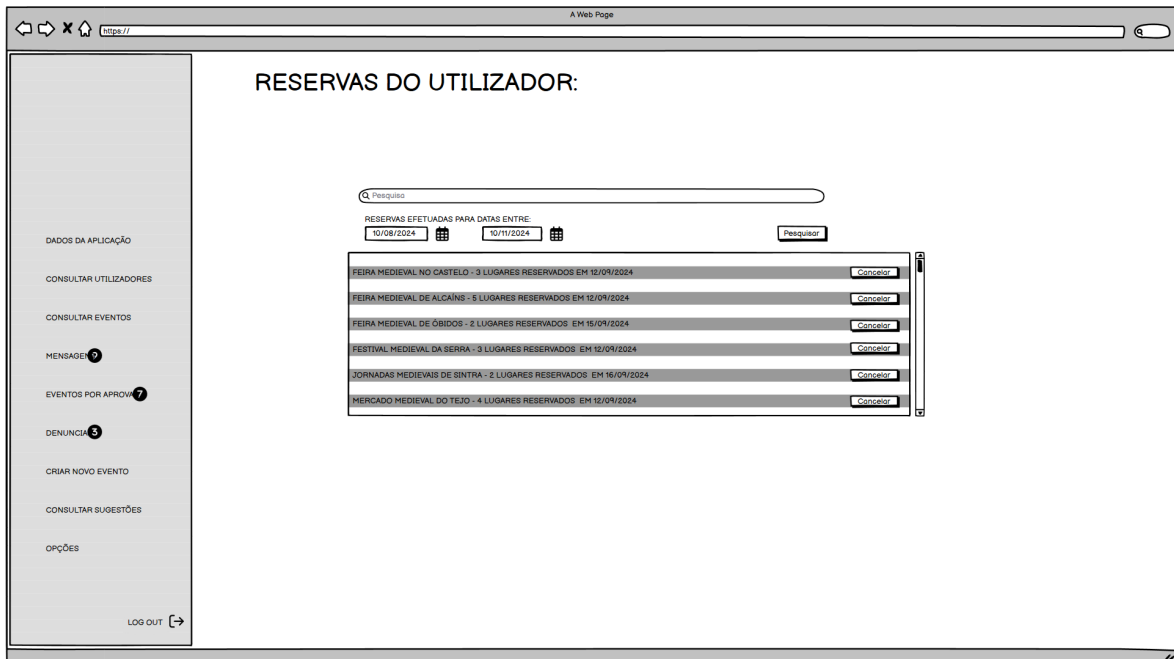 A Web Page
https://
RESERVAS DO UTILIZADOR:
Pesquisa
RESERVAS EFETUADAS PARA DATAS ENTRE:
10/08/2024 10/11/2024 Pesquisar
FEIRA MEDIEVAL NO CASTELO - 3 LUGARES RESERVADOS EM 12/09/2024 Cancelar
FEIRA MEDIEVAL DE ALCAÍNS - 5 LUGARES RESERVADOS EM 12/09/2024 Cancelar
FEIRA MEDIEVAL DE ÓBIDOS - 2 LUGARES RESERVADOS EM 15/09/2024 Cancelar
FESTIVAL MEDIEVAL DA SERRA - 3 LUGARES RESERVADOS EM 12/09/2024 Cancelar
JORNADAS MEDIEVAIS DE SINTRA - 2 LUGARES RESERVADOS EM 16/09/2024 Cancelar
MERCADO MEDIEVAL DO TEJO - 4 LUGARES RESERVADOS EM 12/09/2024 Cancelar
DADOS DA APLICAÇÃO
CONSULTAR UTILIZADORES
CONSULTAR EVENTOS
MENSAGEN 9
EVENTOS POR APROVA 7
DENUNCIA 3
CRIAR NOVO EVENTO
CONSULTAR SUGESTÕES
OPÇÕES
LOG OUT